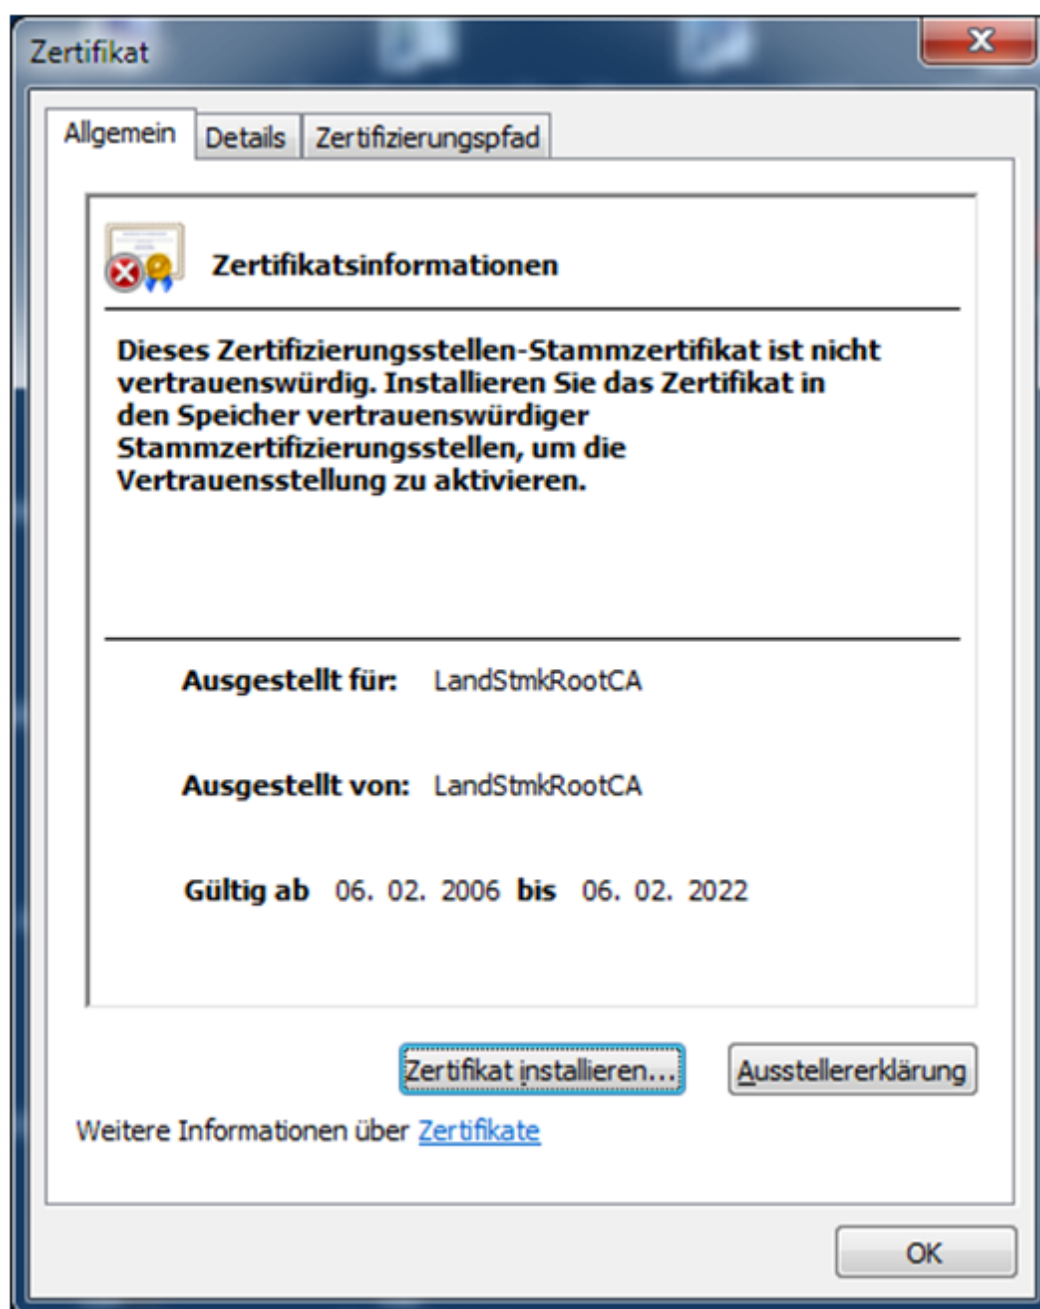 Zertifikat
Allgemein Details Zertifizierungspfad
Zertifikatsinformationen
Dieses Zertifizierungsstellen-Stammzertifikat ist nicht
vertrauenswürdig. Installieren Sie das Zertifikat in
den Speicher vertrauenswürdiger
Stammzertifizierungsstellen, um die
Vertrauensstellung zu aktivieren.
Ausgestellt für: LandStmkRootCA
Ausgestellt von: LandStmkRootCA
Gültig ab 06. 02. 2006 bis 06. 02. 2022
Zertifikat installieren... Ausstellererklärung
Weitere Informationen über Zertifikate
OK